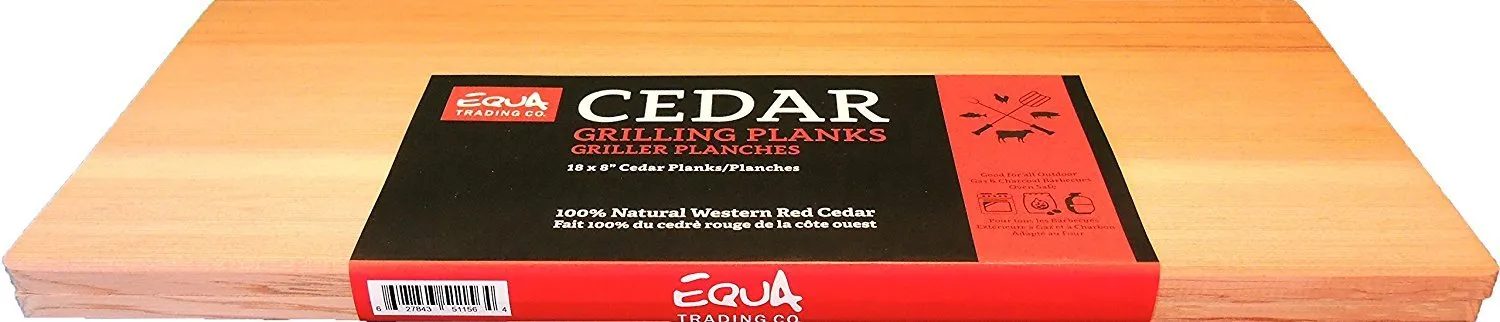 EQUA
TRADING CO.
CEDAR
GRILLING PLANKS
GRILLER PLANCHES
18 x 8" Cedar Planks/Planches
100% Natural Western Red Cedar
Fait 100% du cedrè rouge de la côte ouest
Good for all Outdoor
Gas & Charcoal Barbecues
Oven Safe
Pour tous les Barbecues
Extérieure a Gaz et a Charbon
Adapté au Four
6 27843 51156 4
EQUA
TRADING CO.